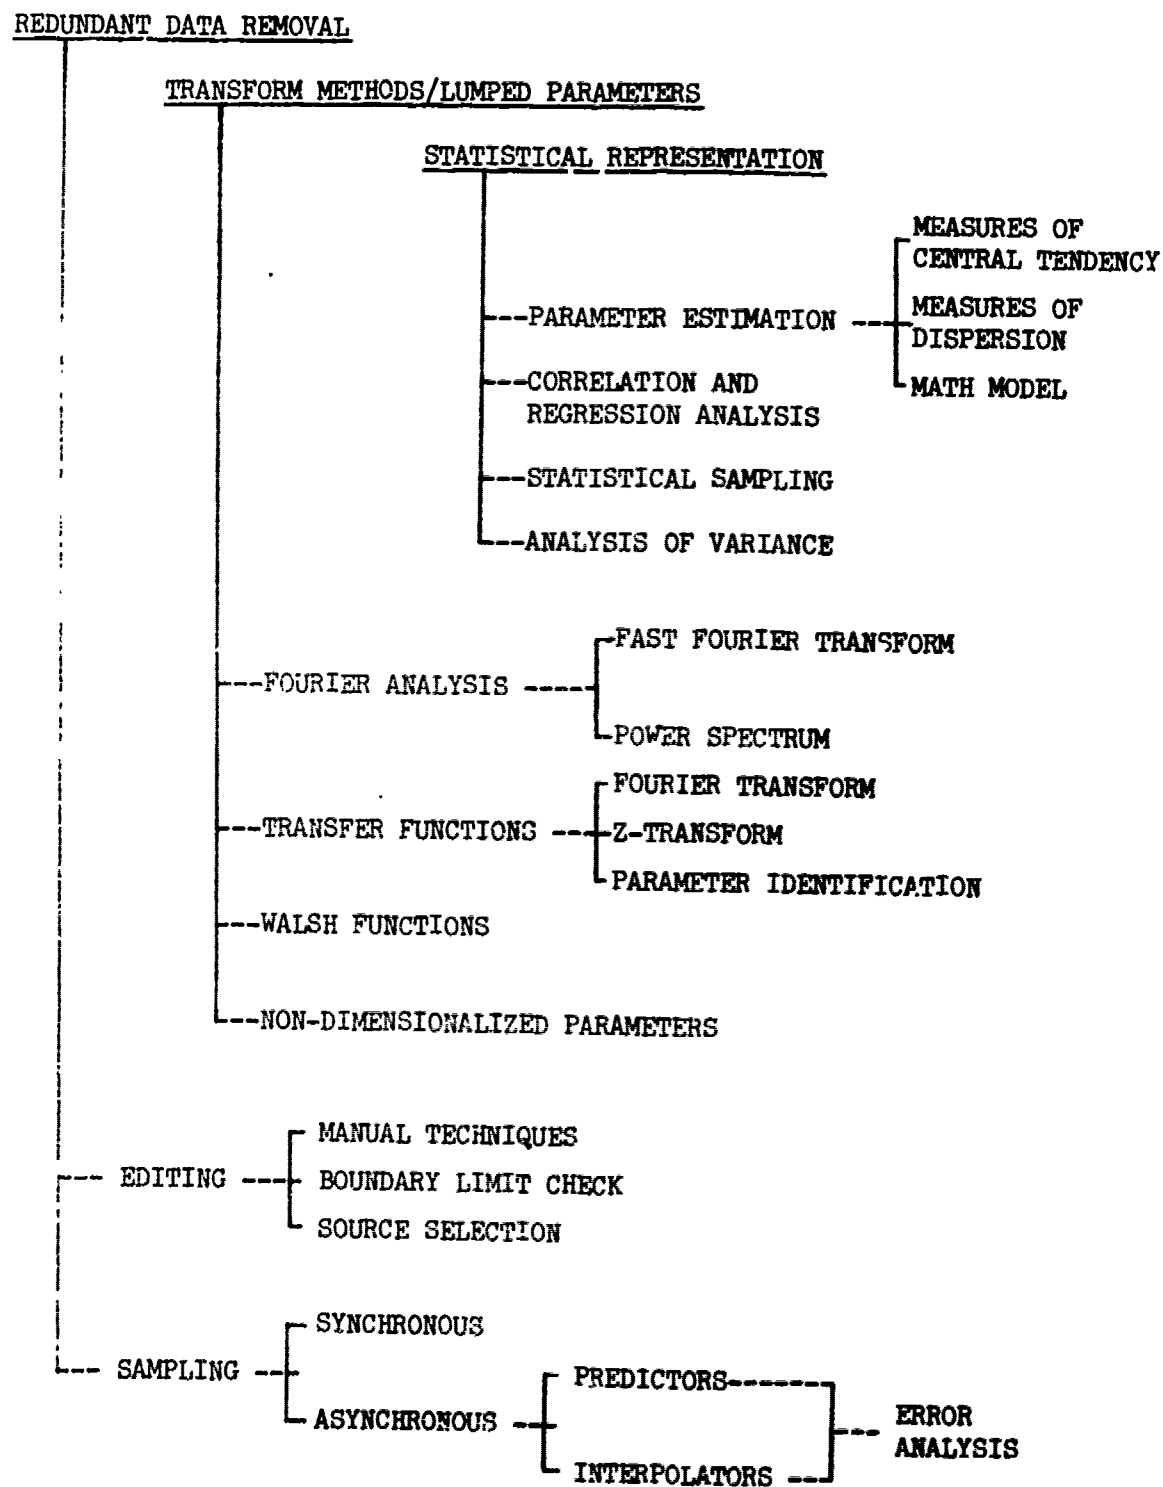 REDUNDANT DATA REMOVAL
TRANSFORM METHODS/LUMPED PARAMETERS
STATISTICAL REPRESENTATION
MEASURES OF
CENTRAL TENDENCY
PARAMETER ESTIMATION
MEASURES OF
DISPERSION
MATH MODEL
CORRELATION AND
REGRESSION ANALYSIS
STATISTICAL SAMPLING
ANALYSIS OF VARIANCE
FOURIER ANALYSIS
FAST FOURIER TRANSFORM
POWER SPECTRUM
TRANSFER FUNCTIONS
FOURIER TRANSFORM
Z-TRANSFORM
PARAMETER IDENTIFICATION
WALSH FUNCTIONS
NON-DIMENSIONALIZED PARAMETERS
EDITING
MANUAL TECHNIQUES
BOUNDARY LIMIT CHECK
SOURCE SELECTION
SAMPLING
SYNCHRONOUS
ASYNCHRONOUS
PREDICTORS
INTERPOLATORS
ERROR
ANALYSIS